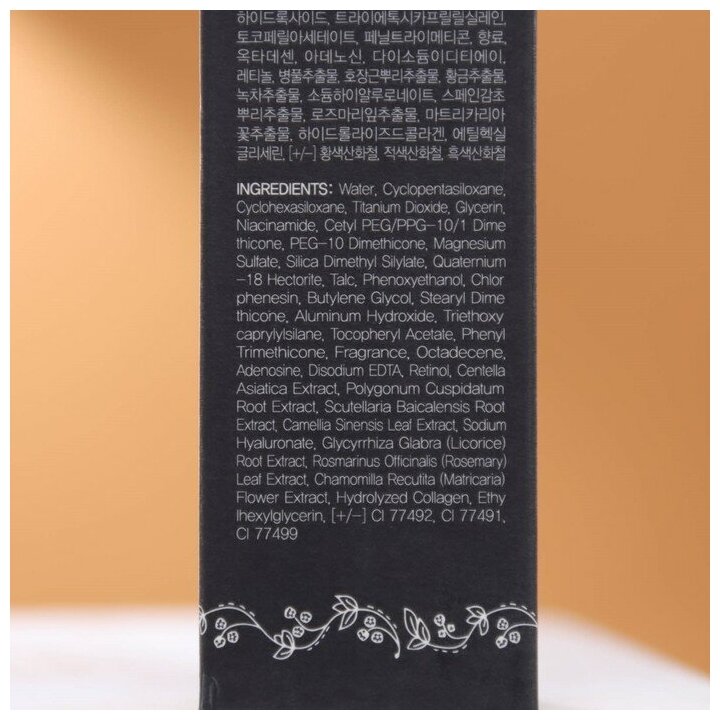 하이드록사이드, 트라이에톡시카프릴릴실레인,
토코페릴아세테이트, 페닐트라이메티콘, 향료,
옥타데센, 아데노신, 다이소듐이디티에이,
레티놀, 병풀추출물, 호장근뿌리추출물, 황금추출물,
녹차추출물, 소듐하이알루로네이트, 스페인감초
뿌리추출물, 로즈마리잎추출물, 마트리카리아
꽃추출물, 하이드롤라이즈드콜라겐, 에틸헥실
글리세린, [+/−] 황색산화철, 적색산화철, 흑색산화철
INGREDIENTS: Water, Cyclopentasiloxane,
Cyclohexasiloxane, Titanium Dioxide, Glycerin,
Niacinamide, Cetyl PEG/PPG−10/1 Dime
thicone, PEG−10 Dimethicone, Magnesium
Sulfate, Silica Dimethyl Silylate, Quaternium
−18 Hectorite, Talc, Phenoxyethanol, Chlor
phenesin, Butylene Glycol, Stearyl Dime
thicone, Aluminum Hydroxide, Triethoxy
caprylylsilane, Tocopheryl Acetate, Phenyl
Trimethicone, Fragrance, Octadecene,
Adenosine, Disodium EDTA, Retinol, Centella
Asiatica Extract, Polygonum Cuspidatum
Root Extract, Scutellaria Baicalensis Root
Extract, Camellia Sinensis Leaf Extract, Sodium
Hyaluronate, Glycyrrhiza Glabra (Licorice)
Root Extract, Rosmarinus Officinalis (Rosemary)
Leaf Extract, Chamomilla Recutita (Matricaria)
Flower Extract, Hydrolyzed Collagen, Ethy
lhexylglycerin, [+/−] CI 77492, CI 77491,
CI 77499